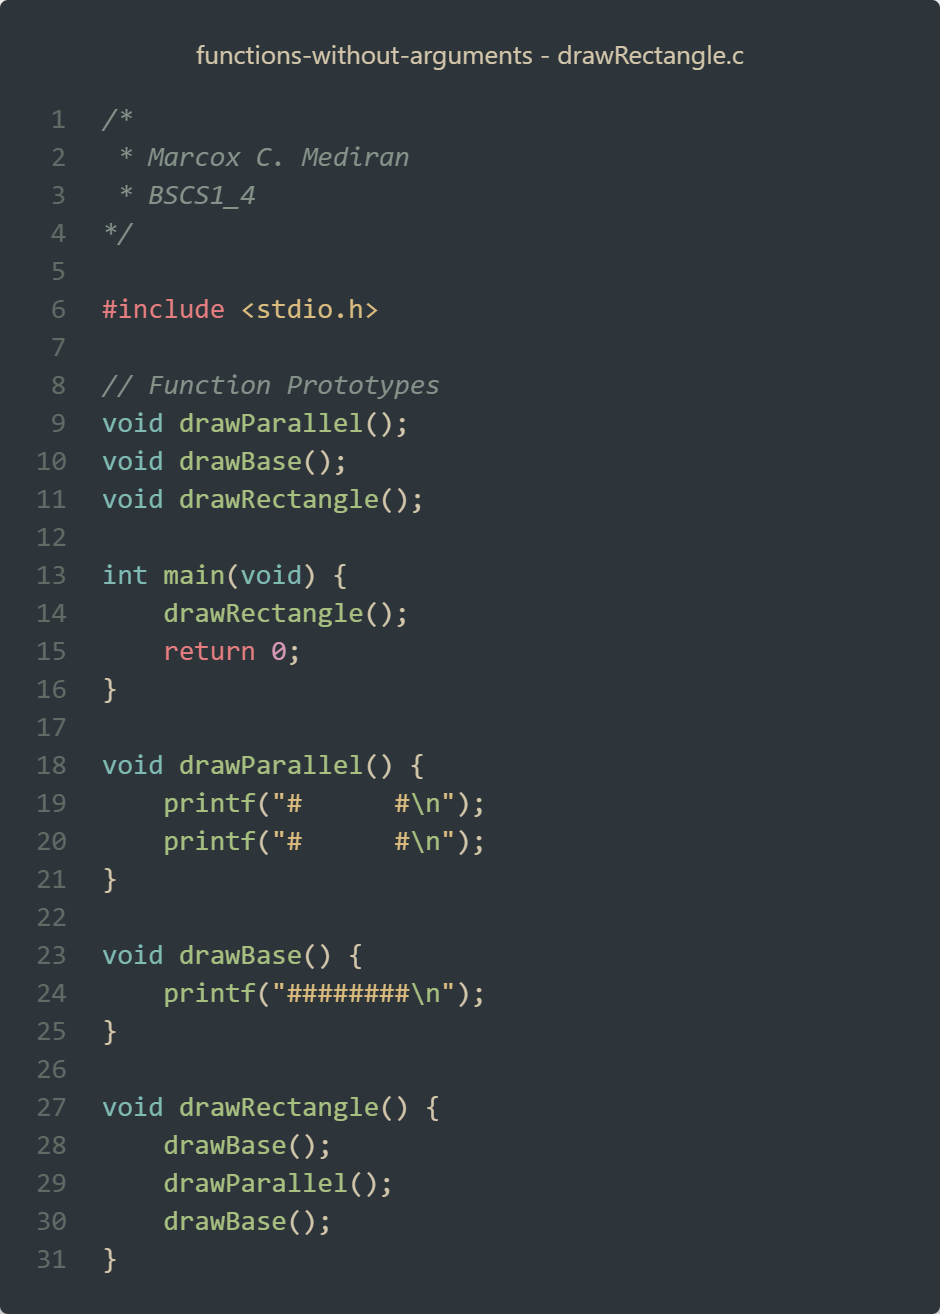 functions-without-arguments - drawRectangle.c
1 /*
2  * Marcox C. Mediran
3  * BSCS1_4
4 */
5
6 #include <stdio.h>
7
8 // Function Prototypes
9 void drawParallel();
10 void drawBase();
11 void drawRectangle();
12
13 int main(void) {
14     drawRectangle();
15     return 0;
16 }
17
18 void drawParallel() {
19     printf("#      #\n");
20     printf("#      #\n");
21 }
22
23 void drawBase() {
24     printf("########\n");
25 }
26
27 void drawRectangle() {
28     drawBase();
29     drawParallel();
30     drawBase();
31 }